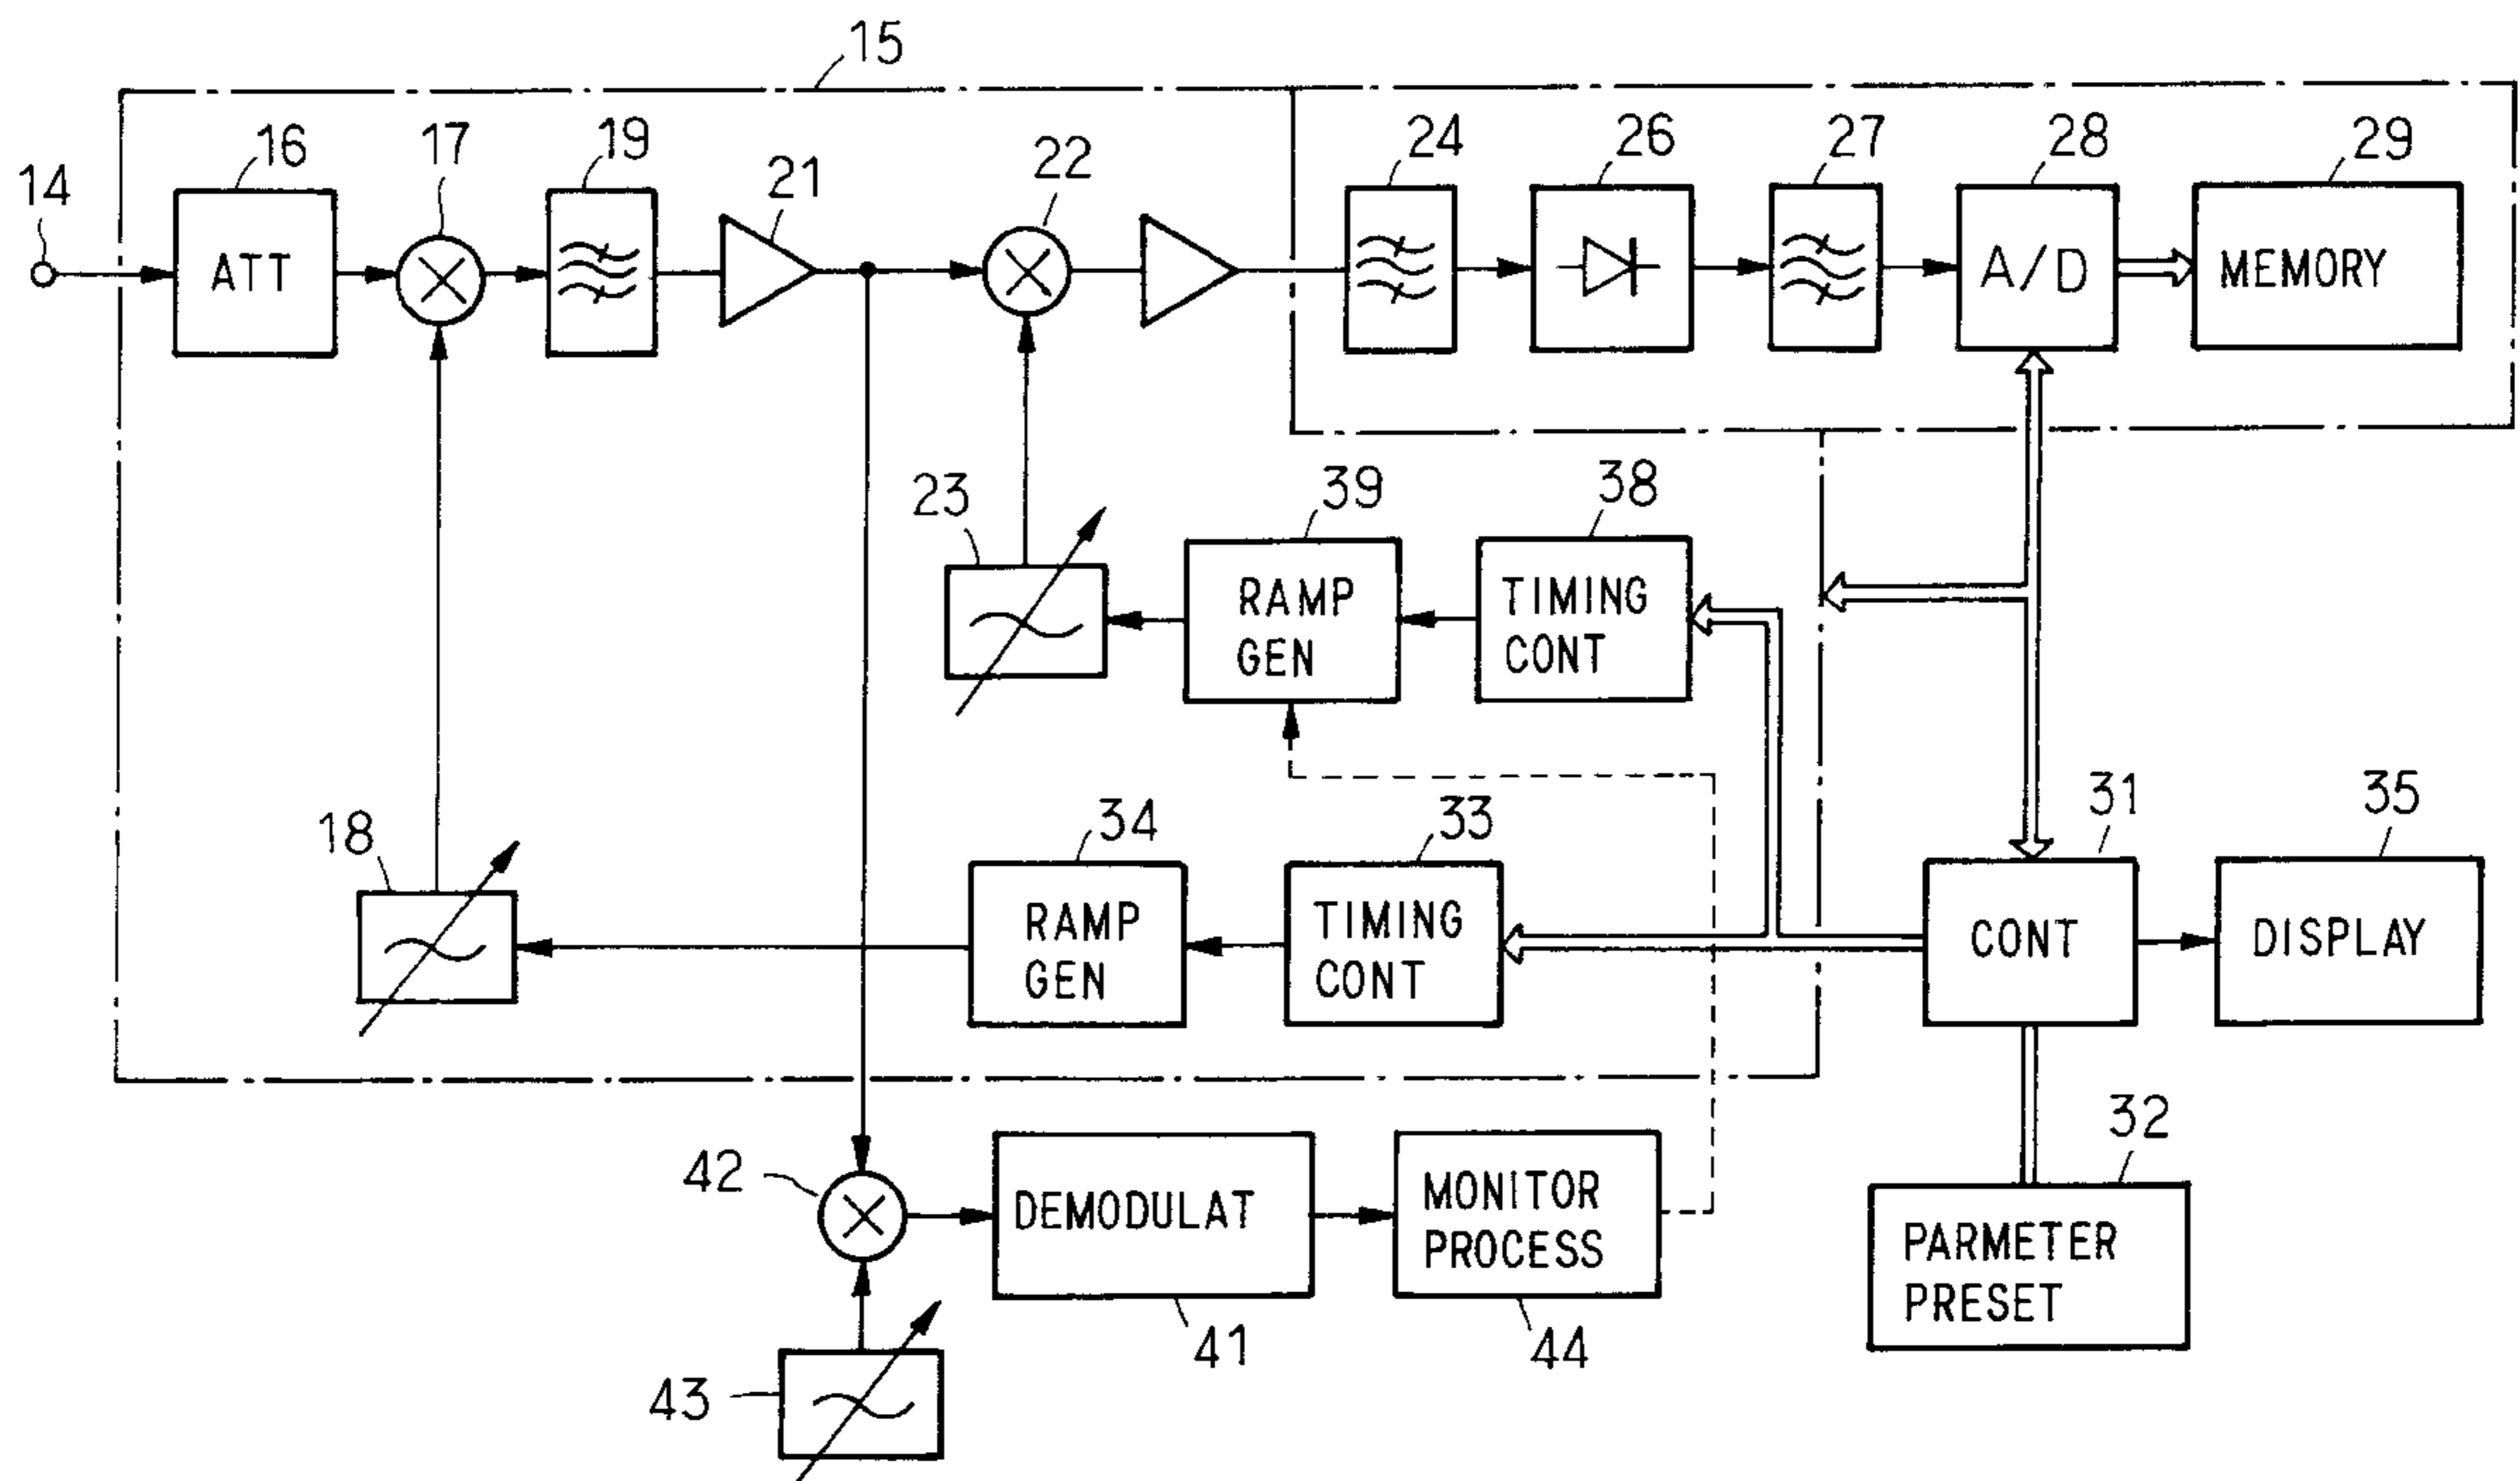 15
16
17
19
21
22
24
26
27
28
29
14
ATT
A/D
MEMORY
23
39
38
RAMP
GEN
TIMING
CONT
18
34
33
31
35
RAMP
GEN
TIMING
CONT
CONT
DISPLAY
42
DEMODULAT
MONITOR
PROCESS
32
PARMETER
PRESET
43
41
44